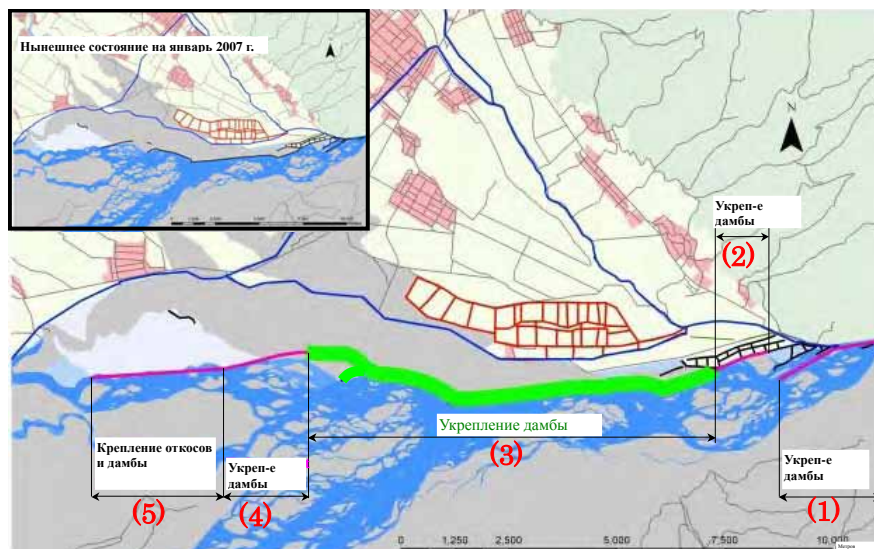 Нынешнее состояние на январь 2007 г.
N
Укреп-е
дамбы
(2)
Укрепление дамбы
(3)
Крепление откосов
и дамбы
(5)
Укреп-е
дамбы
(4)
Укреп-е
дамбы
(1)
0 1,250 2,500 5,000 7,500 10,000
Метров